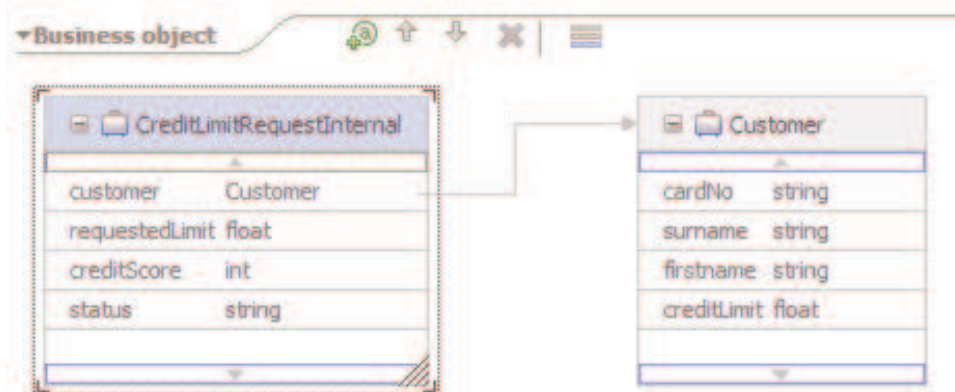 Business object
CreditLimitRequestInternal
customer Customer
requestedLimit float
creditScore int
status string
Customer
cardNo string
surname string
firstname string
creditLimit float